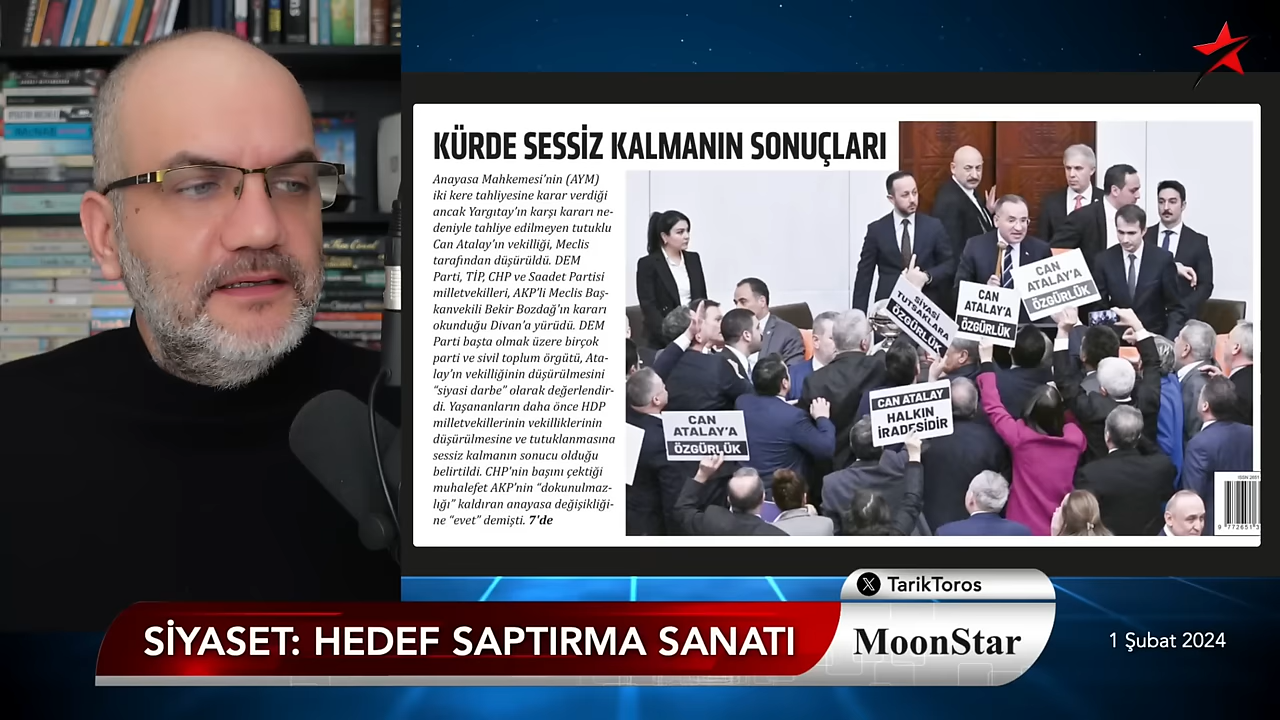 KÜRDE SESSİZ KALMANIN SONUÇLARI
Anayasa Mahkemesi'nin (AYM)
iki kere tahliyesine karar verdiği
ancak Yargıtay'ın karşı kararı ne-
deniyle tahliye edilmeyen tutuklu
Can Atalay'ın vekilliği, Meclis
tarafından düşürüldü. DEM
Parti, TİP, CHP ve Saadet Partisi
milletvekilleri, AKP'li Meclis Baş-
kanvekili Bekir Bozdağ'ın kararı
okunduğu Divan'a yürüdü. DEM
Parti başta olmak üzere birçok
parti ve sivil toplum örgütü, Ata-
lay'ın vekilliğinin düşürülmesini
"siyasi darbe" olarak değerlendir-
di. Yaşananların daha önce HDP
milletvekillerinin vekilliklerinin
düşürülmesine ve tutuklanmasına
sessiz kalmanın sonucu olduğu
belirtildi. CHP'nin başını çektiği
muhalefet AKP'nin "dokunulmaz-
lığı" kaldıran anayasa değişikliği-
ne "evet" demişti. 7'de
SİYASİ
TUTSAKLARA
ÖZGÜRLÜK
CAN
ATALAY'A
ÖZGÜRLÜK
CAN
ATALAY'A
ÖZGÜRLÜK
CAN ATALAY
HALKIN
İRADESİDİR
CAN
ATALAY'A
ÖZGÜRLÜK
TarikToros
SİYASET: HEDEF SAPTIRMA SANATI
MoonStar
1 Şubat 2024